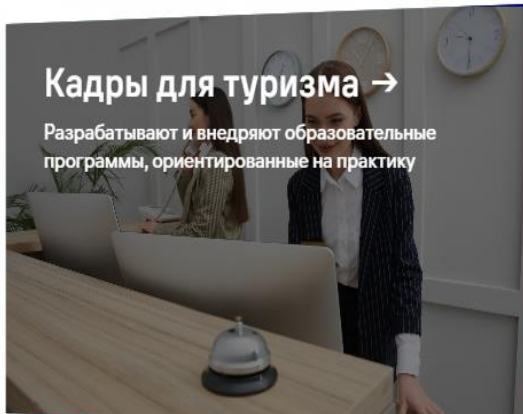 Кадры для туризма →
Разрабатывают и внедряют образовательные
программы, ориентированные на практику